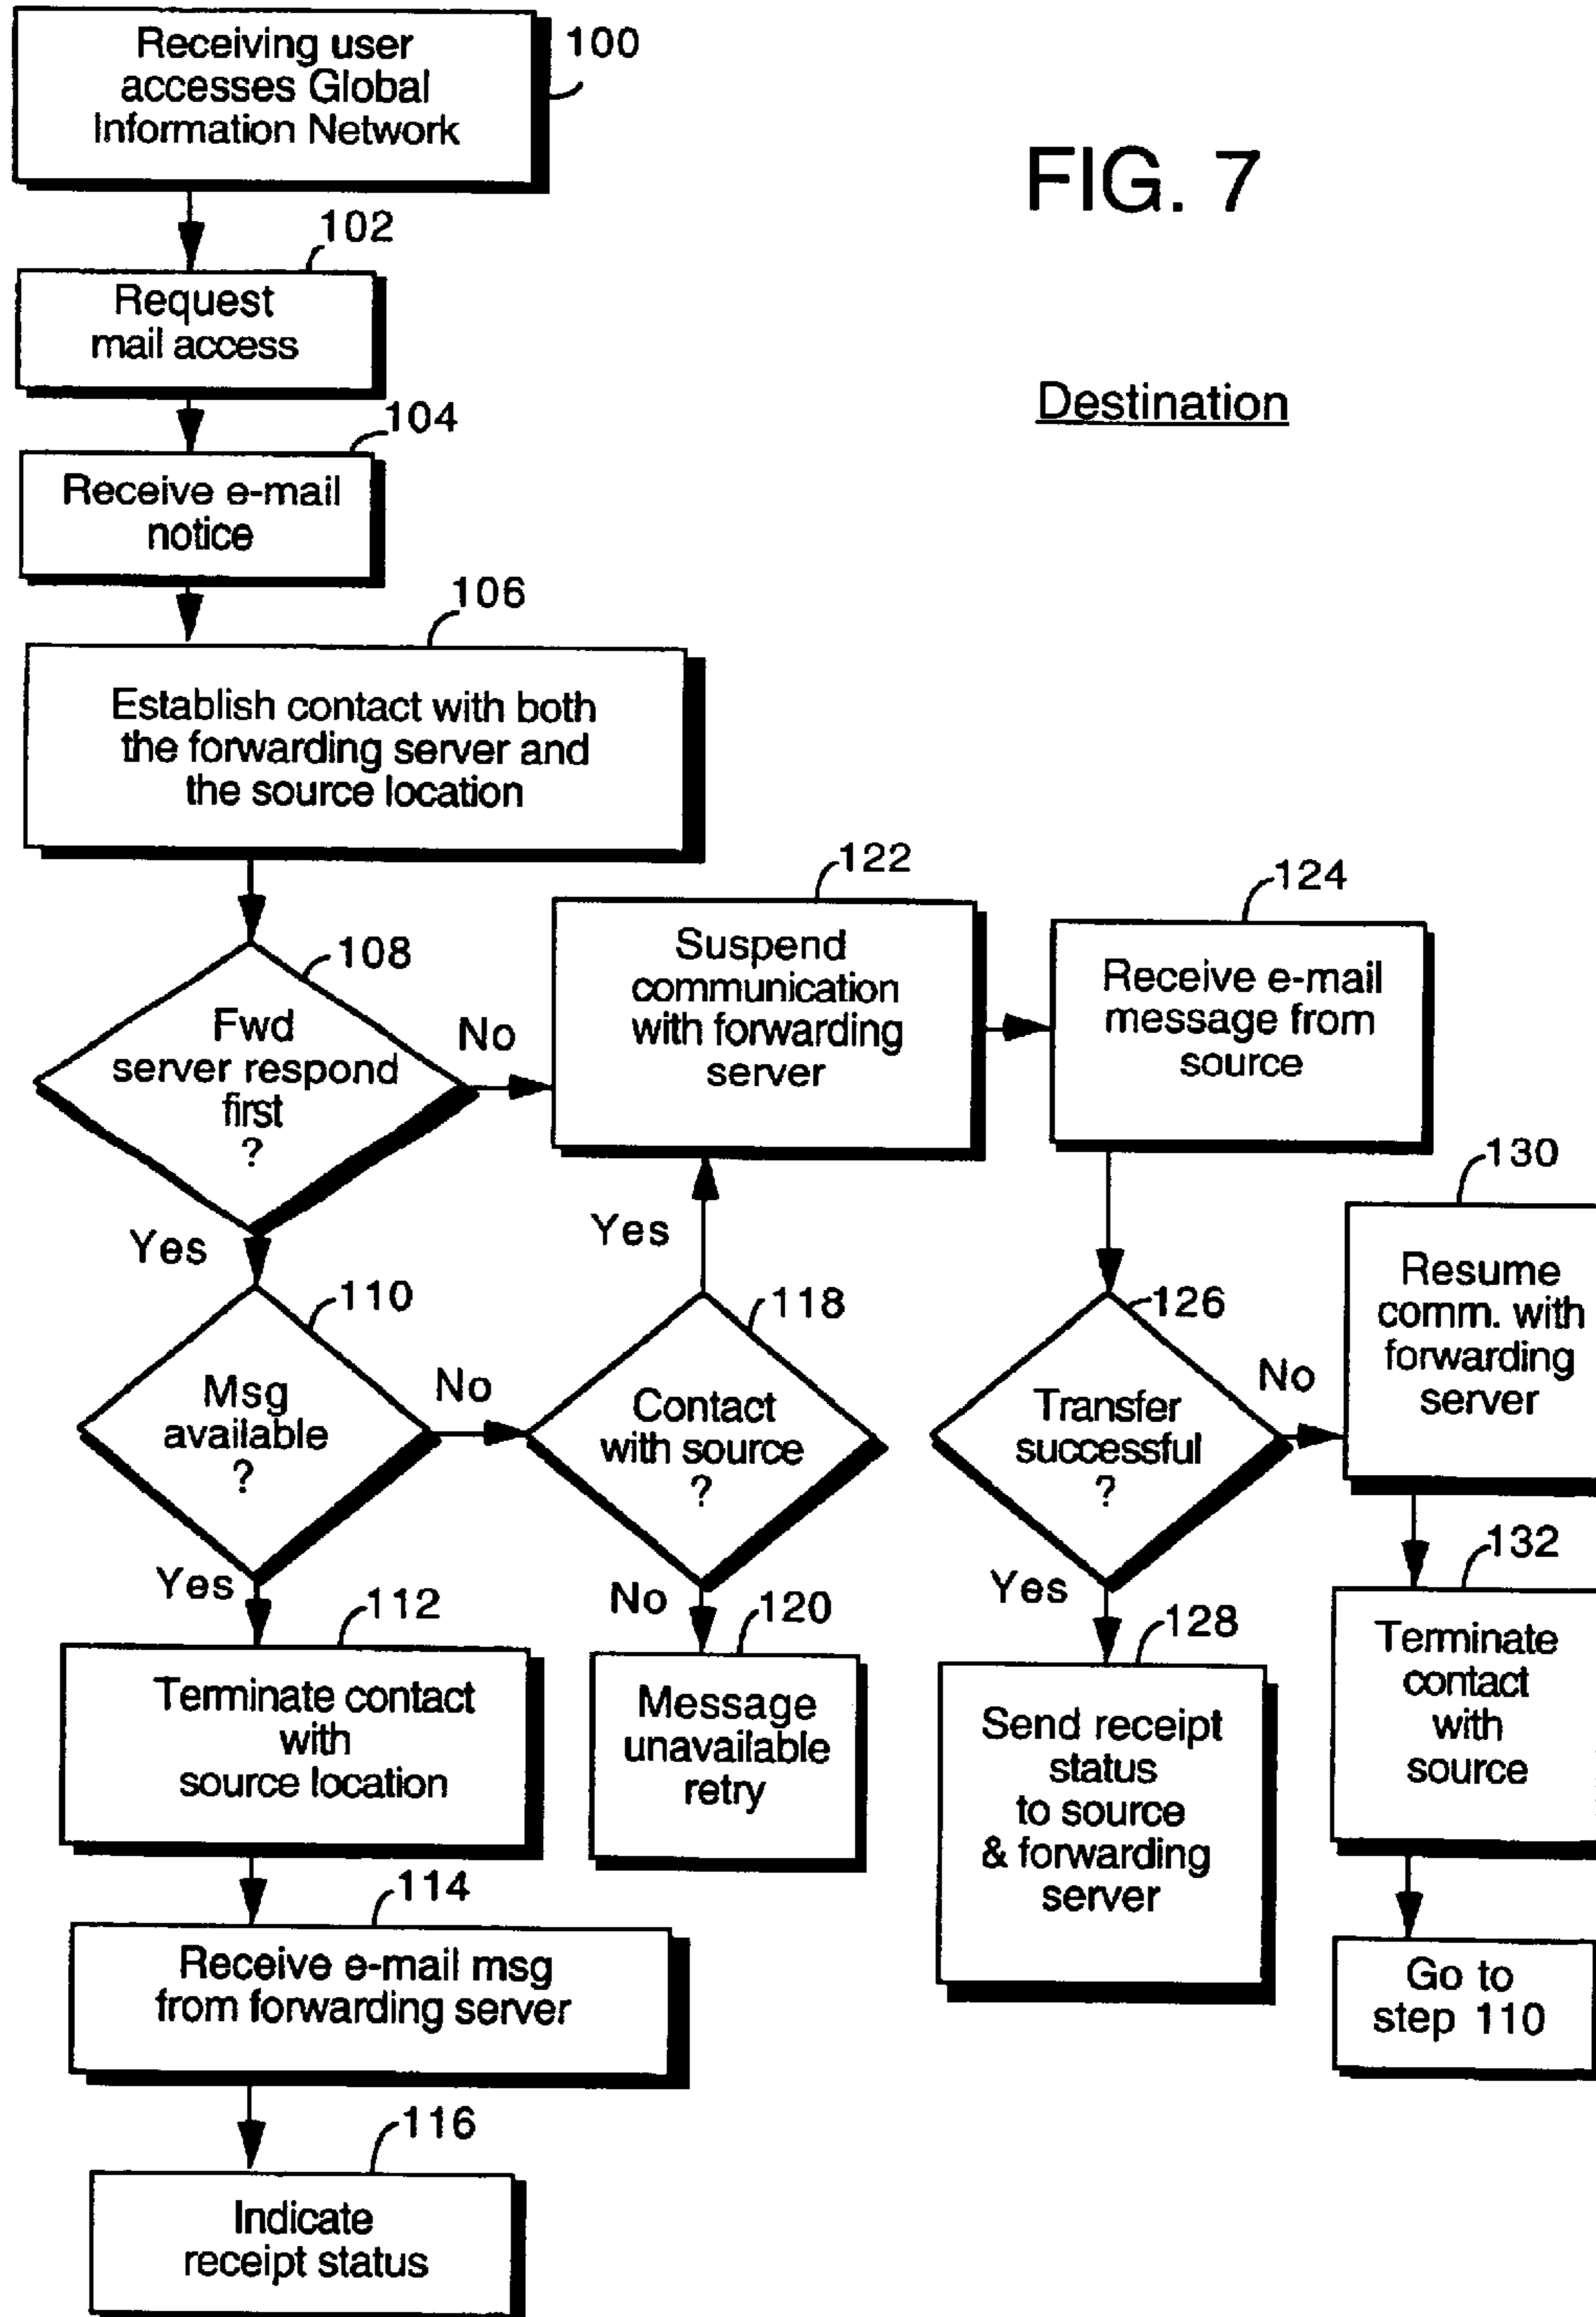 Receiving user
accesses Global
Information Network
100
FIG. 7
102
Request
mail access
Destination
104
Receive e-mail
notice
106
Establish contact with both
the forwarding server and
the source location
108
Fwd
server respond
first
?
No
Yes
122
Suspend
communication
with forwarding
server
124
Receive e-mail
message from
source
110
Msg
available
?
No
Yes
118
Contact
with source
?
Yes
No
126
Transfer
successful
?
No
Yes
130
Resume
comm. with
forwarding
server
112
Terminate contact
with
source location
120
Message
unavailable
retry
128
Send receipt
status
to source
& forwarding
server
132
Terminate
contact
with
source
114
Receive e-mail msg
from forwarding server
Go to
step 110
116
Indicate
receipt status